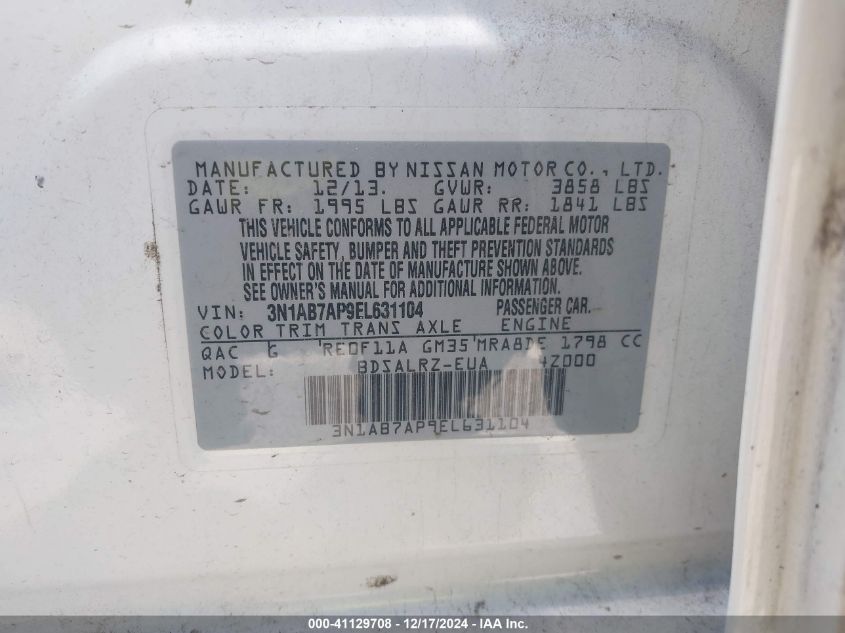 MANUFACTURED BY NISSAN MOTOR CO., LTD.
DATE: 12/13. GVWR: 3858 LBS
GAWR FR: 1995 LBS GAWR RR: 1841 LBS
THIS VEHICLE CONFORMS TO ALL APPLICABLE FEDERAL MOTOR
VEHICLE SAFETY, BUMPER AND THEFT PREVENTION STANDARDS
IN EFFECT ON THE DATE OF MANUFACTURE SHOWN ABOVE.
SEE OWNER'S MANUAL FOR ADDITIONAL INFORMATION.
VIN: 3N1AB7AP9EL631104 PASSENGER CAR.
COLOR TRIM TRANS AXLE ENGINE
QAC G 'RE0F11A GM35'MRA8DE 1798 CC
MODEL: BDSALRZ-EUA 4Z000
3N1AB7AP9EL631104
000-41129708 - 12/17/2024 - 000-IMAGES